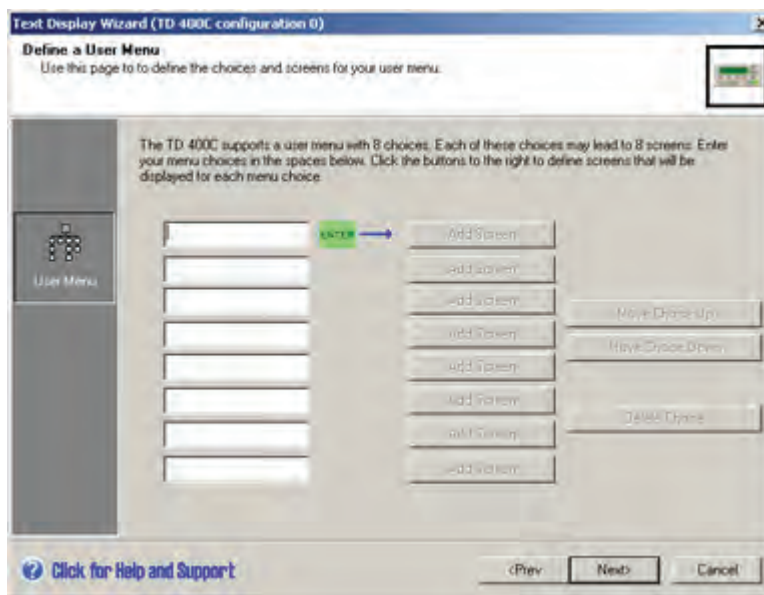 Text Display Wizard (TD 400C configuration 0)
Define a User Menu
Use this page to to define the choices and screens for your user menu.
The TD 400C supports a user menu with 8 choices. Each of these choices may lead to 8 screens. Enter
your menu choices in the spaces below. Click the buttons to the right to define screens that will be
displayed for each menu choice
ENTER
Add Screen
Add Screen
User Menu
Add Screen
Move Choice Up
Add Screen
Move Choice Down
Add Screen
Add Screen
Delete Choice
Add Screen
Add Screen
Click for Help and Support
<Prev
Next>
Cancel